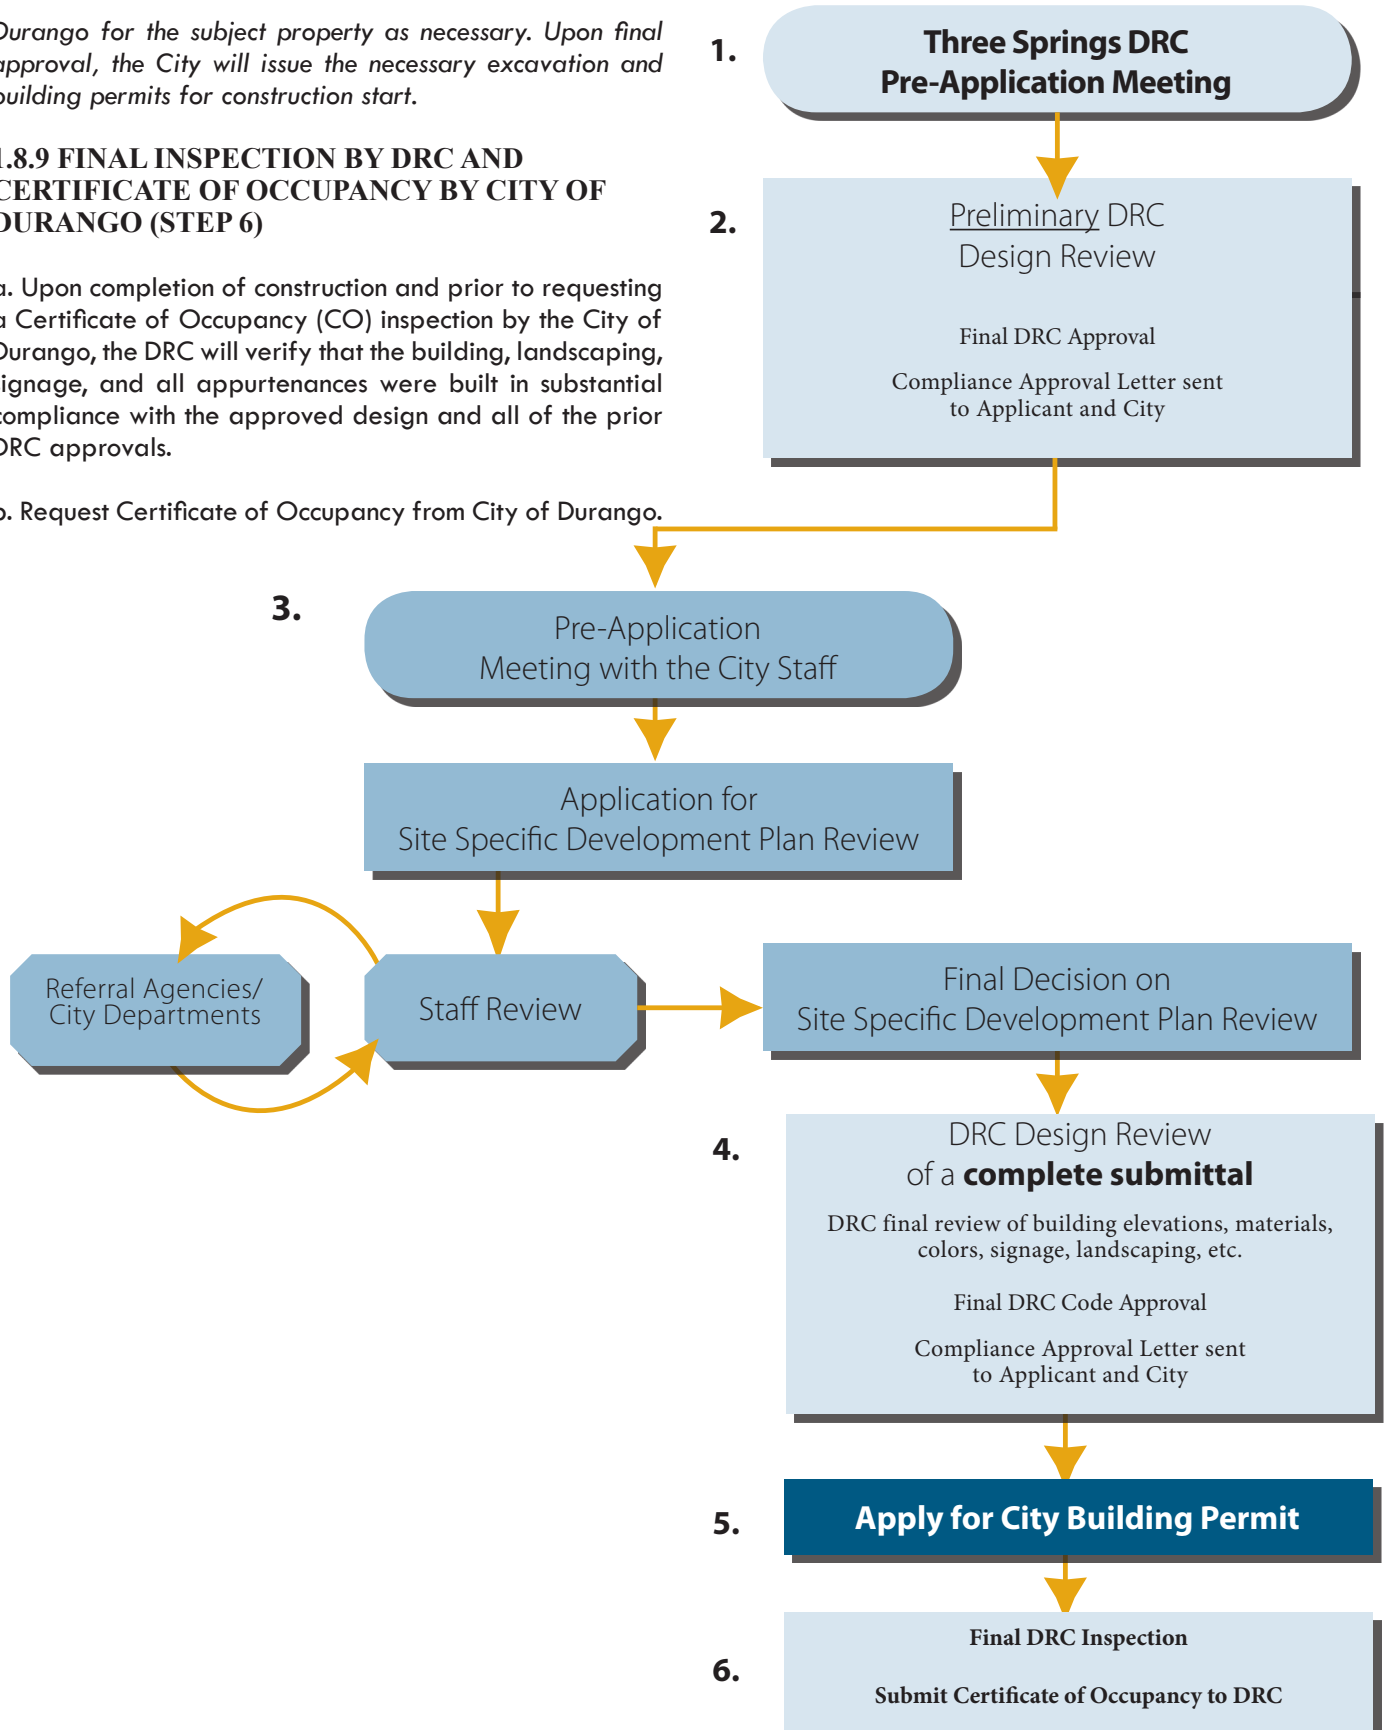 Durango for the subject property as necessary. Upon final
approval, the City will issue the necessary excavation and
building permits for construction start.
1.8.9 FINAL INSPECTION BY DRC AND
CERTIFICATE OF OCCUPANCY BY CITY OF
DURANGO (STEP 6)
a. Upon completion of construction and prior to requesting
a Certificate of Occupancy (CO) inspection by the City of
Durango, the DRC will verify that the building, landscaping,
signage, and all appurtenances were built in substantial
compliance with the approved design and all of the prior
DRC approvals.
b. Request Certificate of Occupancy from City of Durango.
1.
Three Springs DRC
Pre-Application Meeting
2.
Preliminary DRC
Design Review
Final DRC Approval
Compliance Approval Letter sent
to Applicant and City
3.
Pre-Application
Meeting with the City Staff
Application for
Site Specific Development Plan Review
Referral Agencies/
City Departments
Staff Review
Final Decision on
Site Specific Development Plan Review
4.
DRC Design Review
of a complete submittal
DRC final review of building elevations, materials,
colors, signage, landscaping, etc.
Final DRC Code Approval
Compliance Approval Letter sent
to Applicant and City
5.
Apply for City Building Permit
6.
Final DRC Inspection
Submit Certificate of Occupancy to DRC